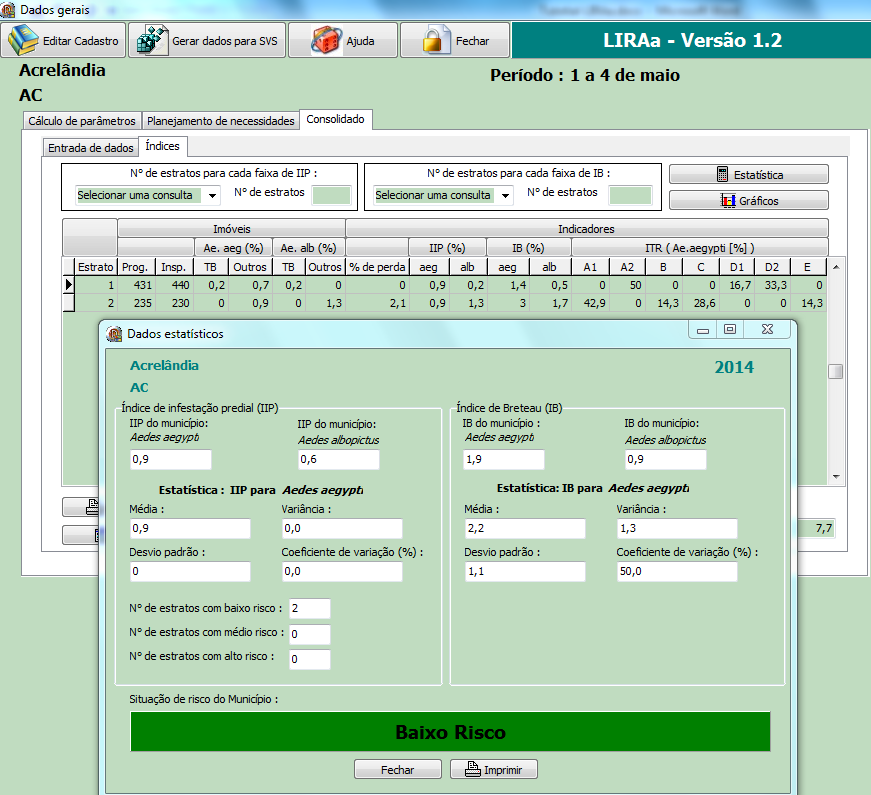 Dados gerais
Editar Cadastro
Gerar dados para SVS
Ajuda
Fechar
LIRAa - Versão 1.2
Acrelândia
Período : 1 a 4 de maio
AC
Cálculo de parâmetros
Planejamento de necessidades
Consolidado
Entrada de dados
Índices
Nº de estratos para cada faixa de IIP :
Nº de estratos para cada faixa de IB :
Estatística
Selecionar uma consulta
Nº de estratos
Selecionar uma consulta
Nº de estratos
Gráficos
Imóveis
Indicadores
Ae. aeg (%)
Ae. alb (%)
IIP (%)
IB (%)
ITR ( Ae.aegypti [%] )
Estrato Prog. Insp. TB Outros TB Outros % de perda aeg alb aeg alb A1 A2 B C D1 D2 E
1 431 440 0,2 0,7 0,2 0 0 0,9 0,2 1,4 0,5 0 50 0 0 16,7 33,3 0
2 235 230 0 0,9 0 1,3 2,1 0,9 1,3 3 1,7 42,9 0 14,3 28,6 0 0 14,3
Dados estatísticos
Acrelândia
2014
AC
Índice de infestação predial (IIP)
Índice de Breteau (IB)
IIP do município:
IIP do município:
IB do município :
IB do município:
Aedes aegypti
Aedes albopictus
Aedes aegypti
Aedes albopictus
0,9
0,6
1,9
0,9
Estatística : IIP para Aedes aegypti
Estatística: IB para Aedes aegypti
Média :
Variância :
Média :
Variância :
0,9
0,0
2,2
1,3
7,7
Desvio padrão :
Coeficiente de variação (%) :
Desvio padrão :
Coeficiente de variação (%) :
0
0,0
1,1
50,0
Nº de estratos com baixo risco : 2
Nº de estratos com médio risco : 0
Nº de estratos com alto risco : 0
Situação de risco do Município :
Baixo Risco
Fechar
Imprimir